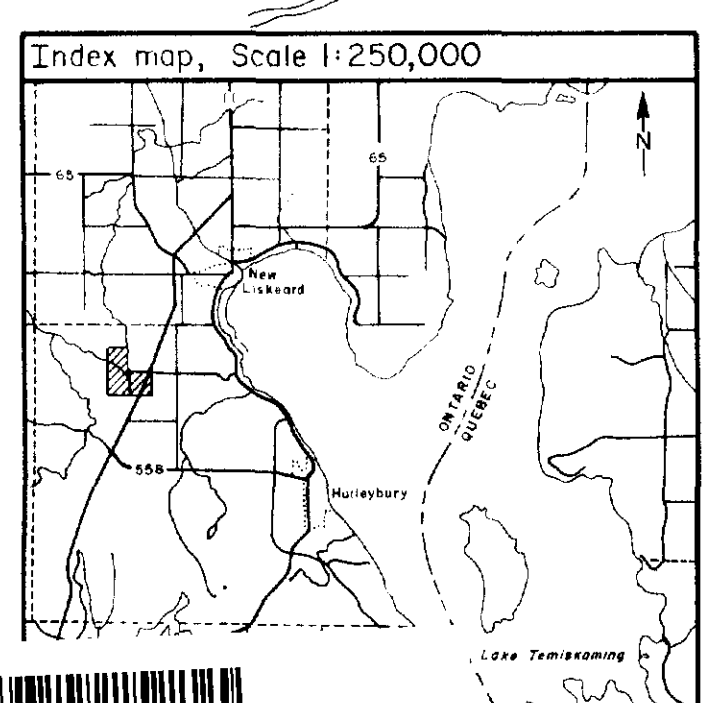 Index map, Scale 1:250,000
N
65
65
New
Liskeard
ONTARIO
QUEBEC
558
Haileybury
Lake Temiskaming